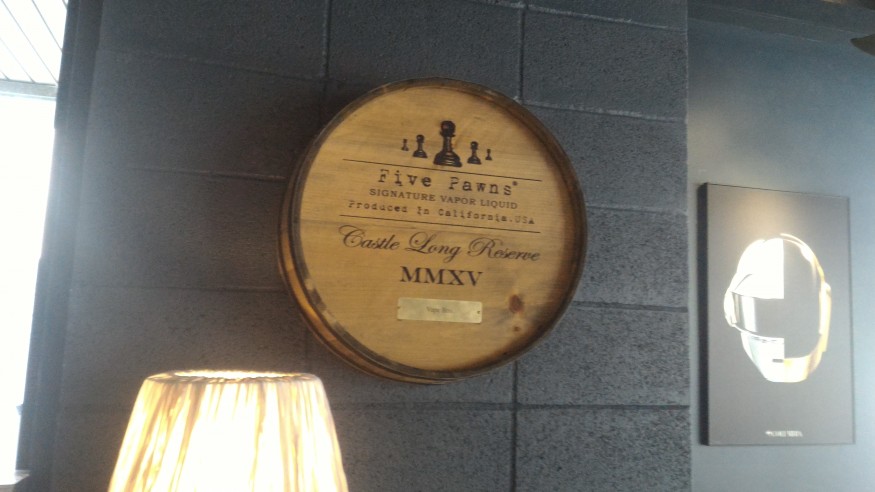 Five Pawns®
SIGNATURE VAPOR LIQUID
Produced In California.USA
Castle Long Reserve
MMXV